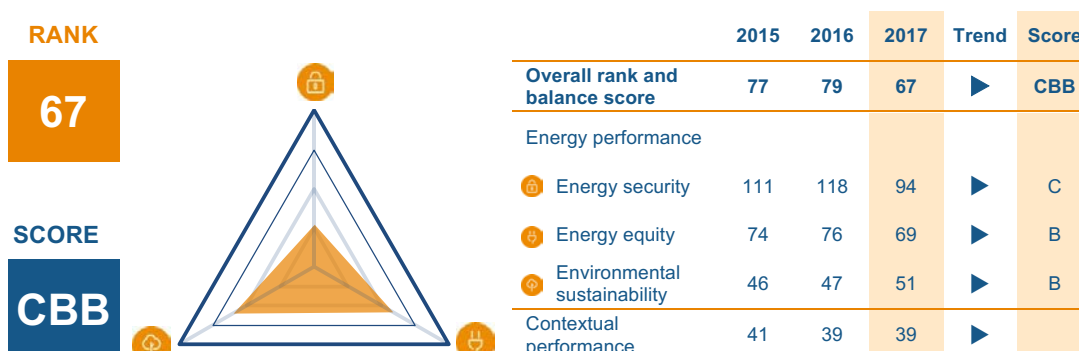 RANK
67
SCORE
CBB
2015 2016 2017 Trend Score
Overall rank and
balance score 77 79 67 CBB
Energy performance
Energy security 111 118 94 C
Energy equity 74 76 69 B
Environmental
sustainability 46 47 51 B
Contextual
performance 41 39 39